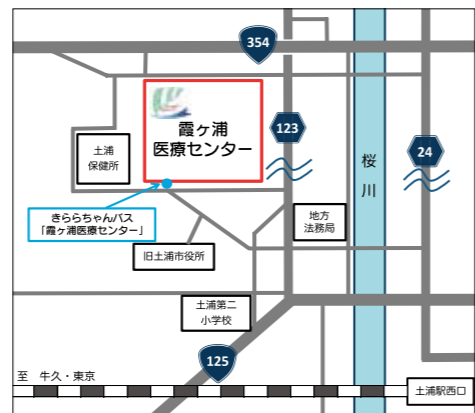 354
霞ヶ浦
医療センター
123
土浦
保健所
24
桜川
きららちゃんバス
「霞ヶ浦医療センター」
地方
法務局
旧土浦市役所
土浦第二
小学校
125
至 牛久・東京
土浦駅西口